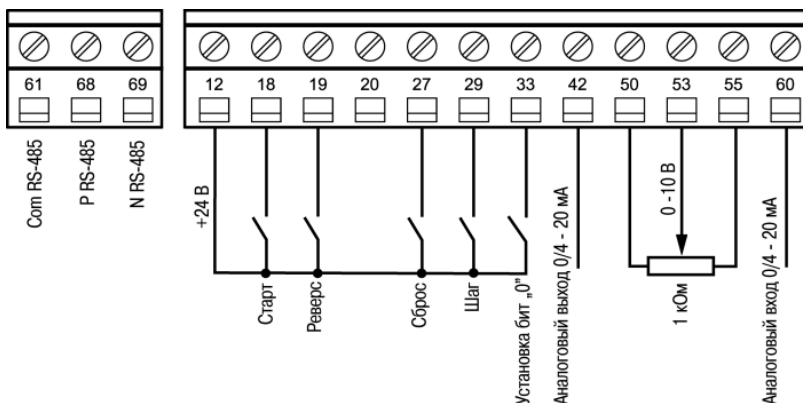 61 68 69
12 18 19 20 27 29 33 42 50 53 55 60
Com RS-485
P RS-485
N RS-485
+24 В
Старт
Реверс
Сброс
Шаг
Установка бит „0”
Аналоговый выход 0/4 - 20 мА
0 -10 В
1 кОм
Аналоговый вход 0/4 - 20 мА